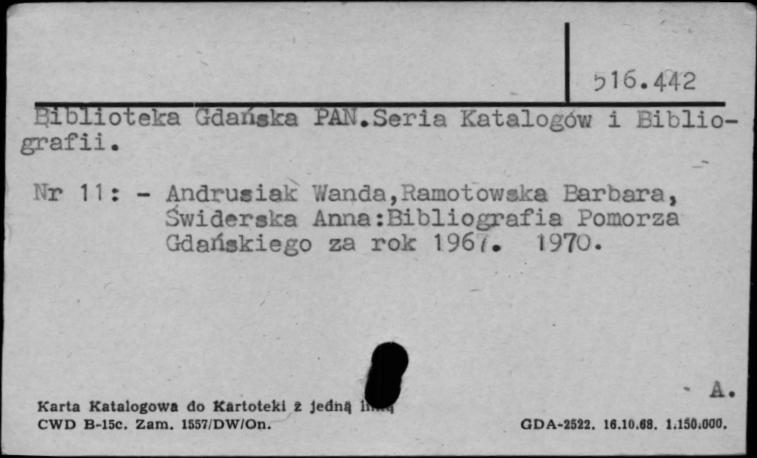 516.442
Biblioteka Gdańska PAN.Seria Katalogów i Biblio-
grafii.
Nr 11: - Andrusiak Wanda,Ramotowska Barbara,
Świderska Anna:Bibliografia Pomorza
Gdańskiego za rok 1967. 1970.
A.
Karta Katalogowa do Kartoteki z jedną
CWD B-15c. Zam. 1557/DW/On.
GDA-2522. 16.10.68. 1.150.000.